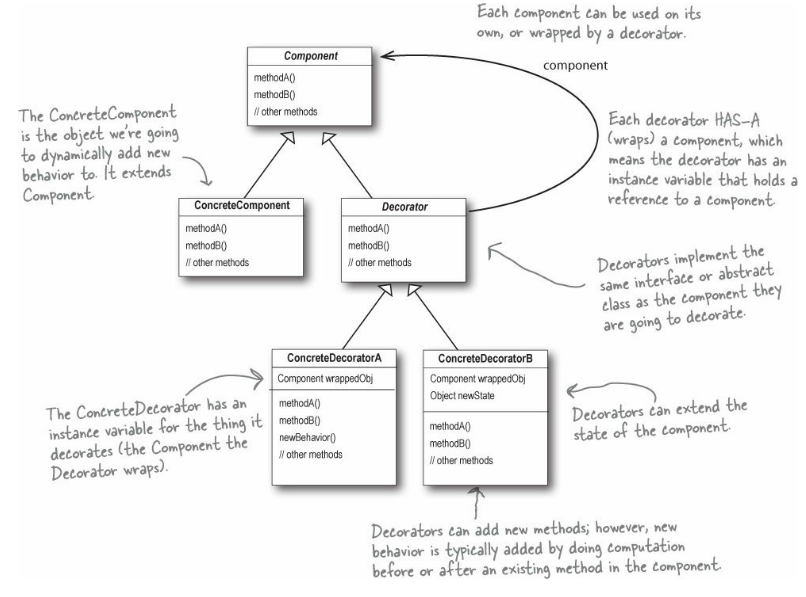 Each component can be used on its
own, or wrapped by a decorator.
Component
methodA()
methodB()
// other methods
component
The ConcreteComponent
is the object we're going
to dynamically add new
behavior to. It extends
Component.
Each decorator HAS-A
(wraps) a component, which
means the decorator has an
instance variable that holds a
reference to a component.
ConcreteComponent
methodA()
methodB()
// other methods
Decorator
methodA()
methodB()
// other methods
Decorators implement the
same interface or abstract
class as the component they
are going to decorate.
ConcreteDecoratorA
Component wrappedObj
methodA()
methodB()
newBehavior()
// other methods
ConcreteDecoratorB
Component wrappedObj
Object newState
methodA()
methodB()
// other methods
The ConcreteDecorator has an
instance variable for the thing it
decorates (the Component the
Decorator wraps).
Decorators can extend the
state of the component.
Decorators can add new methods; however, new
behavior is typically added by doing computation
before or after an existing method in the component.